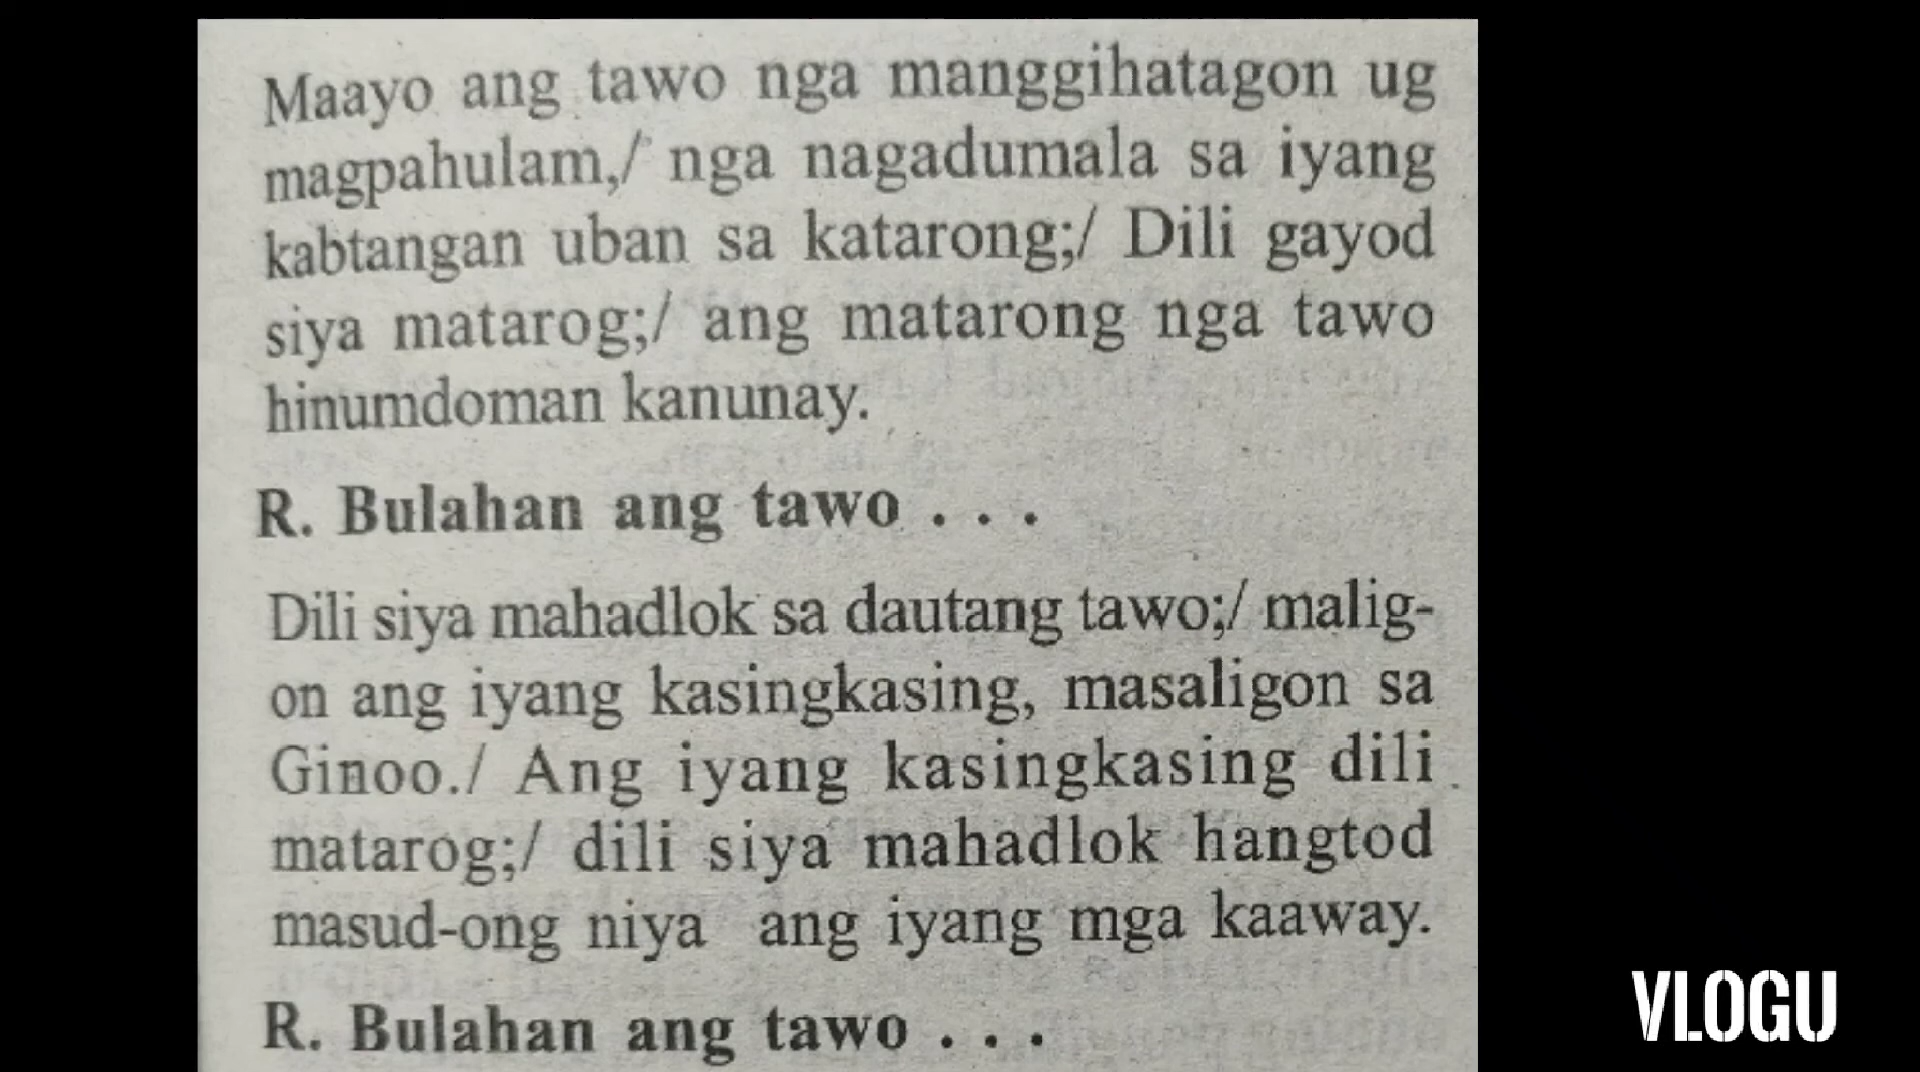 Maayo ang tawo nga manggihatagon ug
magpahulam,/ nga nagadumala sa iyang
kabtangan uban sa katarong;/ Dili gayod
siya matarog;/ ang matarong nga tawo
hinumdoman kanunay.
R. Bulahan ang tawo . . .
Dili siya mahadlok sa dautang tawo;/ malig-
on ang iyang kasingkasing, masaligon sa
Ginoo./ Ang iyang kasingkasing dili
matarog;/ dili siya mahadlok hangtod
masud-ong niya ang iyang mga kaaway.
R. Bulahan ang tawo . . .
VLOGU